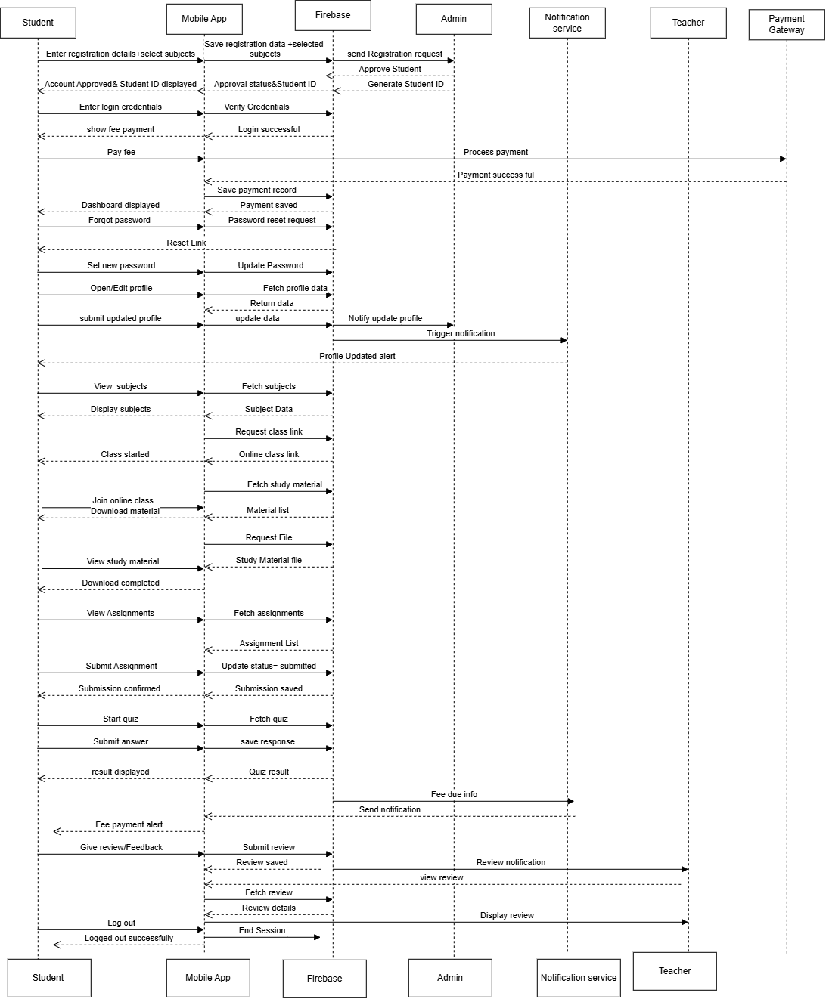 Student
Mobile App
Firebase
Admin
Notification
service
Teacher
Payment
Gateway
Save registration data +selected
subjects
Enter registration details+select subjects
send Registration request
Approve Student
Account Approved& Student ID displayed
Approval status&Student ID
Generate Student ID
Enter login credentials
Verify Credentials
show fee payment
Login successful
Pay fee
Process payment
Payment success ful
Save payment record
Dashboard displayed
Payment saved
Forgot password
Password reset request
Reset Link
Set new password
Update Password
Open/Edit profile
Fetch profile data
Return data
submit updated profile
update data
Notify update profile
Trigger notification
Profile Updated alert
View  subjects
Fetch subjects
Display subjects
Subject Data
Request class link
Class started
Online class link
Fetch study material
Join online class
Download material
Material list
Request File
View study material
Study Material file
Download completed
View Assignments
Fetch assignments
Assignment List
Submit Assignment
Update status= submitted
Submission confirmed
Submission saved
Start quiz
Fetch quiz
Submit answer
save response
result displayed
Quiz result
Fee due info
Send notification
Fee payment alert
Give review/Feedback
Submit review
Review saved
Review notification
view review
Fetch review
Review details
Display review
Log out
End Session
Logged out successfully
Student
Mobile App
Firebase
Admin
Notification service
Teacher